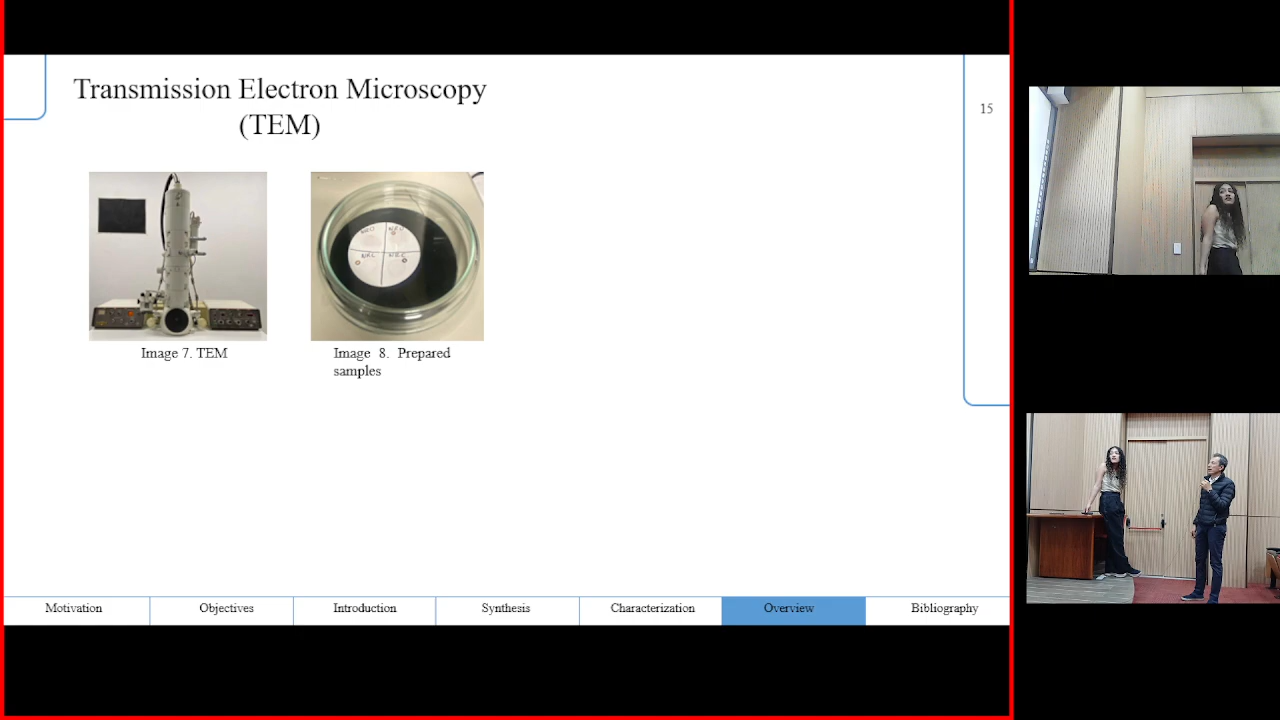 Transmission Electron Microscopy
(TEM)
15
Image 7. TEM
Image 8. Prepared
samples
Motivation
Objectives
Introduction
Synthesis
Characterization
Overview
Bibliography